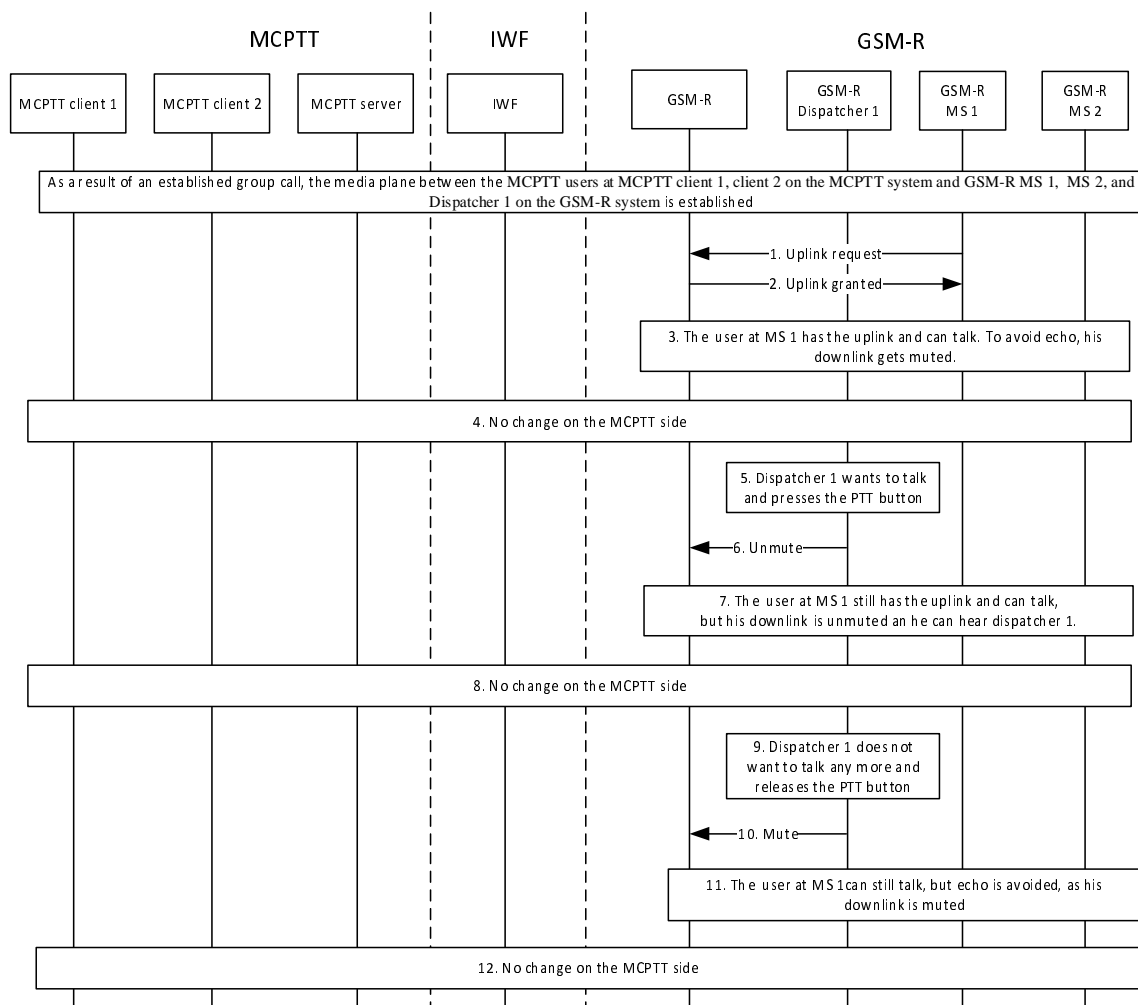 MCPTT
IWF
GSM-R
MCPTT client 1
MCPTT client 2
MCPTT server
IWF
GSM-R
GSM-R
Dispatcher 1
GSM-R
MS 1
GSM-R
MS 2
As a result of an established group call, the media plane between the MCPTT users at MCPTT client 1, client 2 on the MCPTT system and GSM-R MS 1, MS 2, and
Dispatcher 1 on the GSM-R system is established
1. Uplink request
2. Uplink granted
3. The user at MS 1 has the uplink and can talk. To avoid echo, his
downlink gets muted.
4. No change on the MCPTT side
5. Dispatcher 1 wants to talk
and presses the PTT button
6. Unmute
7. The user at MS 1 still has the uplink and can talk,
but his downlink is unmuted an he can hear dispatcher 1.
8. No change on the MCPTT side
9. Dispatcher 1 does not
want to talk any more and
releases the PTT button
10. Mute
11. The user at MS 1can still talk, but echo is avoided, as his
downlink is muted
12. No change on the MCPTT side